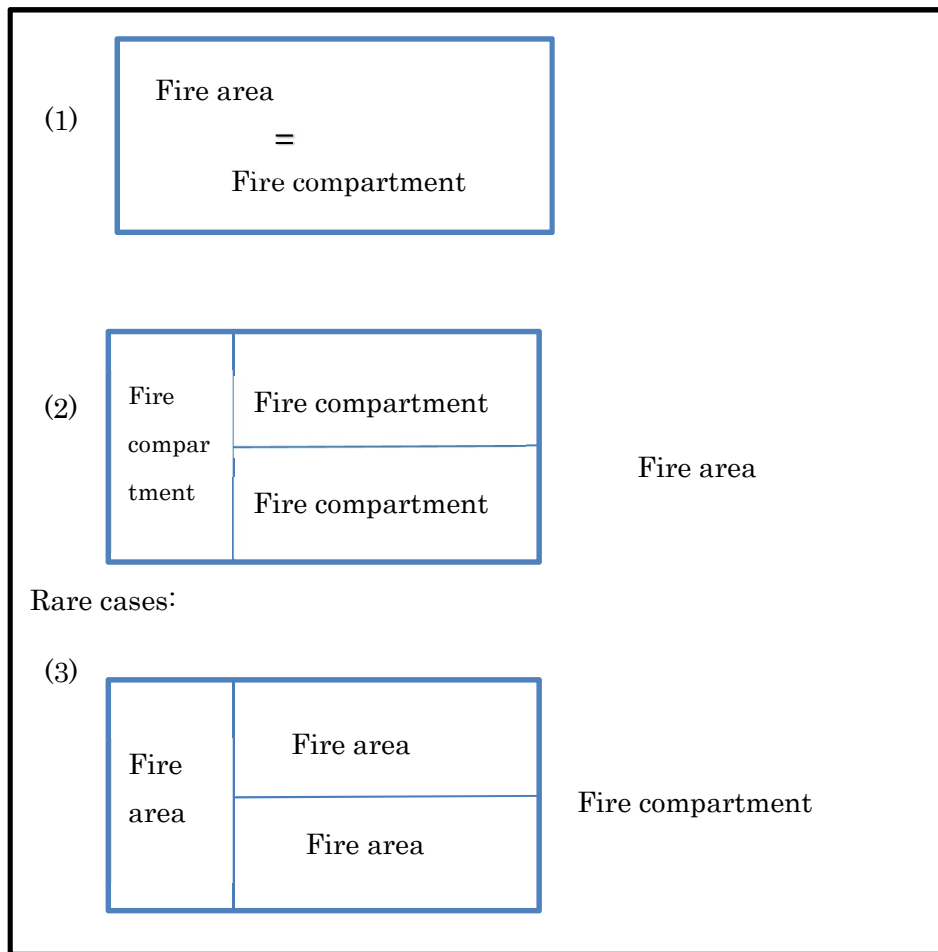 Fire area
(1)
=
Fire compartment
(2)
Fire
compar
tment
Fire compartment
Fire compartment
Fire area
Rare cases:
(3)
Fire
area
Fire area
Fire area
Fire compartment